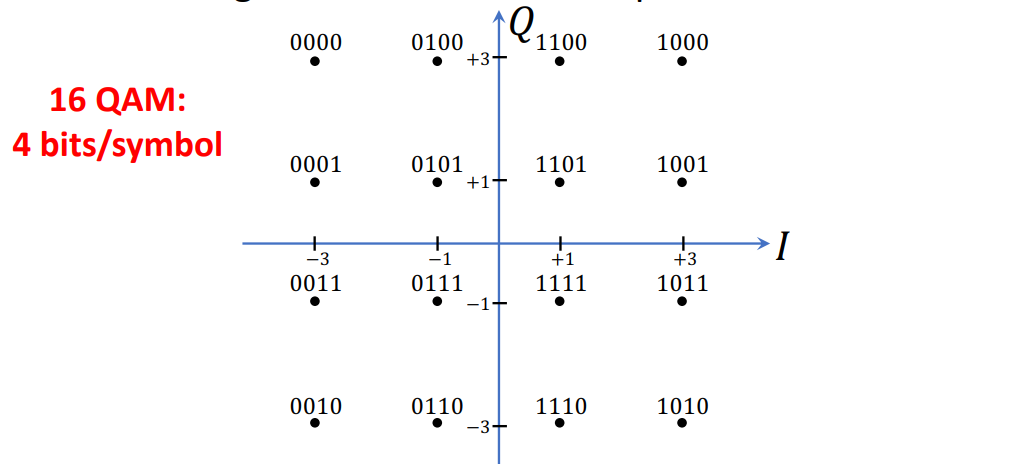 Q
0000 0100 1100 1000
+3
16 QAM:
4 bits/symbol
0001 0101 1101 1001
+1
I
−3 −1 +1 +3
0011 0111 1111 1011
−1
0010 0110 1110 1010
−3